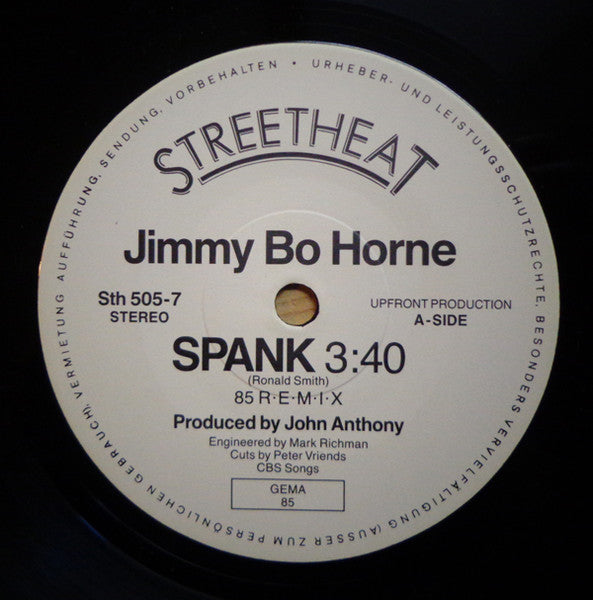 URHEBER- UND LEISTUNGSSCHUTZRECHTE, BESONDERS VERVIELFÄLTIGUNG (AUSSER ZUM PERSÖNLICHEN GEBRAUCH), VERMIETUNG AUFFÜHRUNG, SENDUNG, VORBEHALTEN •
STREETHEAT
Jimmy Bo Horne
Sth 505-7
STEREO
UPFRONT PRODUCTION
A-SIDE
SPANK 3:40
(Ronald Smith)
85 R·E·M·I·X
Produced by John Anthony
Engineered by Mark Richman
Cuts by Peter Vriends
CBS Songs
GEMA
85